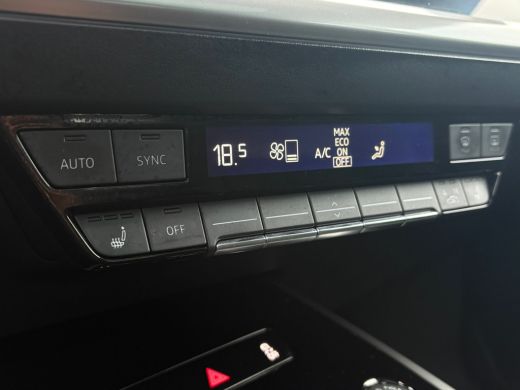 AUTO
SYNC
18.5
A/C
MAX
ECO
ON
OFF
OFF